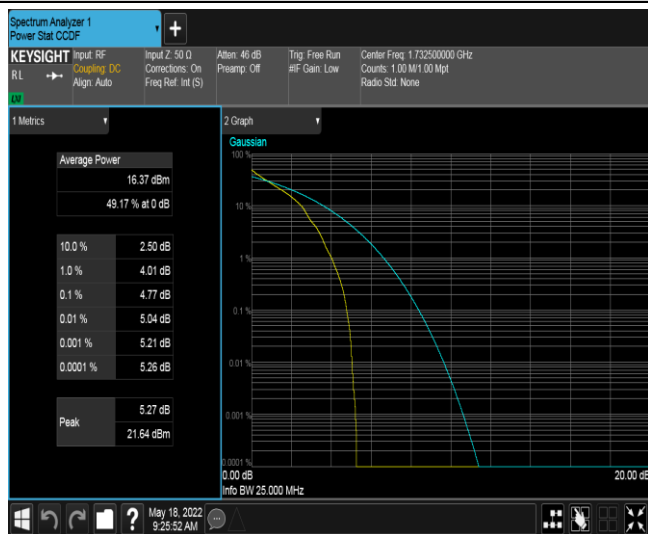 Spectrum Analyzer 1
Power Stat CCDF
+
KEYSIGHT
RL
LXI
Input: RF
Coupling: DC
Align: Auto
Input Z: 50 Ω
Corrections: On
Freq Ref: Int (S)
Atten: 46 dB
Preamp: Off
Trig: Free Run
#IF Gain: Low
Center Freq: 1.732500000 GHz
Counts: 1.00 M/1.00 Mpt
Radio Std: None
1 Metrics
Average Power
16.37 dBm
49.17 % at 0 dB
10.0 % 2.50 dB
1.0 % 4.01 dB
0.1 % 4.77 dB
0.01 % 5.04 dB
0.001 % 5.21 dB
0.0001 % 5.26 dB
Peak
5.27 dB
21.64 dBm
2 Graph
Gaussian
100 %
10 %
1 %
0.1 %
0.01 %
0.001 %
0.0001 %
0.00 dB
20.00 dB
Info BW 25.000 MHz
?
May 18, 2022
9:25:52 AM